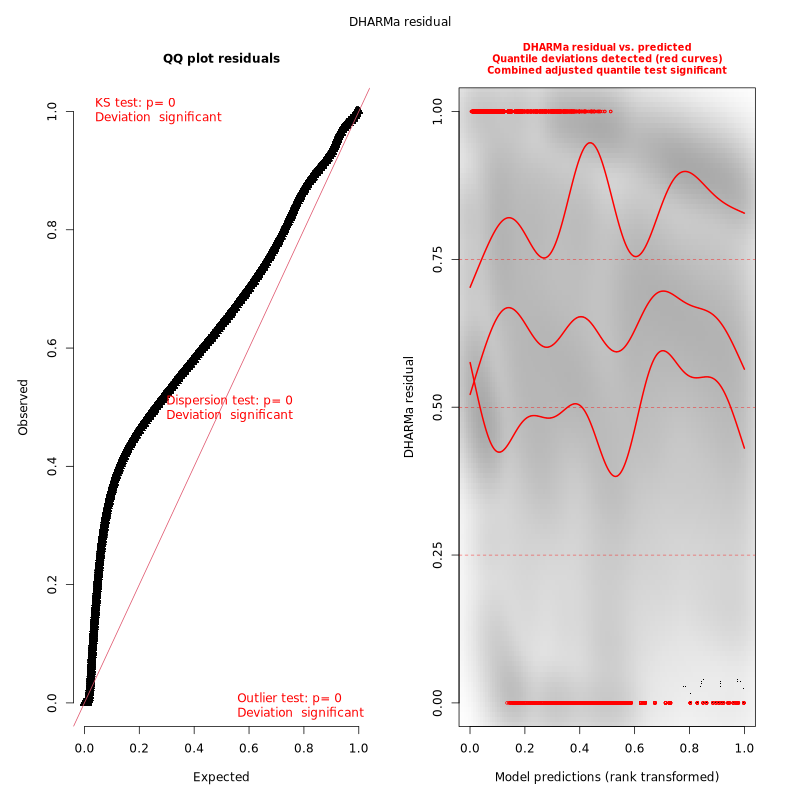 DHARMa residual
QQ plot residuals
KS test: p= 0
Deviation  significant
Dispersion test: p= 0
Deviation  significant
Outlier test: p= 0
Deviation  significant
Observed
0.0 0.2 0.4 0.6 0.8 1.0
0.0 0.2 0.4 0.6 0.8 1.0
Expected
DHARMa residual vs. predicted
Quantile deviations detected (red curves)
Combined adjusted quantile test significant
DHARMa residual
0.00 0.25 0.50 0.75 1.00
0.0 0.2 0.4 0.6 0.8 1.0
Model predictions (rank transformed)